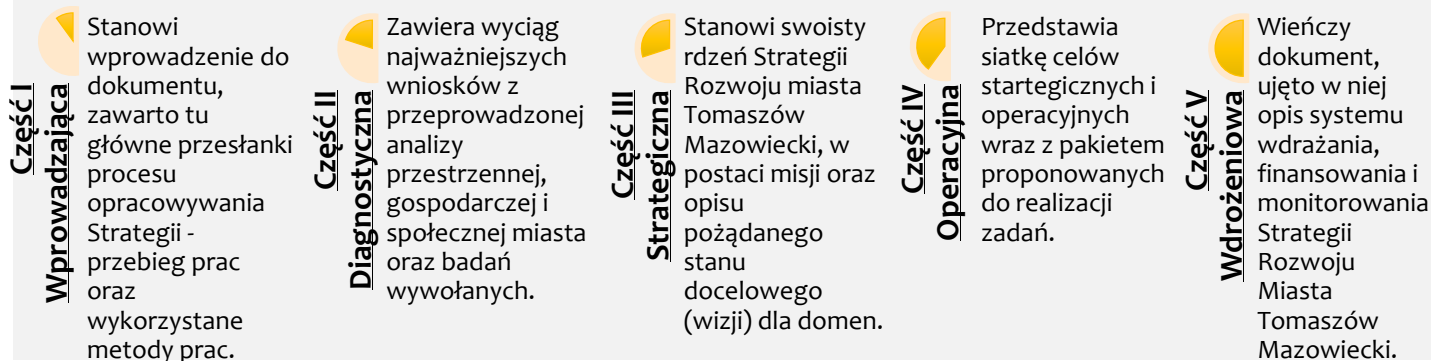 Część I
Wprowadzająca
Stanowi
wprowadzenie do
dokumentu,
zawarto tu
główne przesłanki
procesu
opracowywania
Strategii -
przebieg prac
oraz
wykorzystane
metody prac.
Część II
Diagnostyczna
Zawiera wyciąg
najważniejszych
wniosków z
przeprowadzonej
analizy
przestrzennej,
gospodarczej i
społecznej miasta
oraz badań
wywołanych.
Część III
Strategiczna
Stanowi swoisty
rdzeń Strategii
Rozwoju miasta
Tomaszów
Mazowiecki, w
postaci misji oraz
opisu
pożądanego
stanu
docelowego
(wizji) dla domen.
Część IV
Operacyjna
Przedstawia
siatkę celów
startegicznych i
operacyjnych
wraz z pakietem
proponowanych
do realizacji
zadań.
Część V
Wdrożeniowa
Wieńczy
dokument,
ujęto w niej
opis systemu
wdrażania,
finansowania i
monitorowania
Strategii
Rozwoju
Miasta
Tomaszów
Mazowiecki.